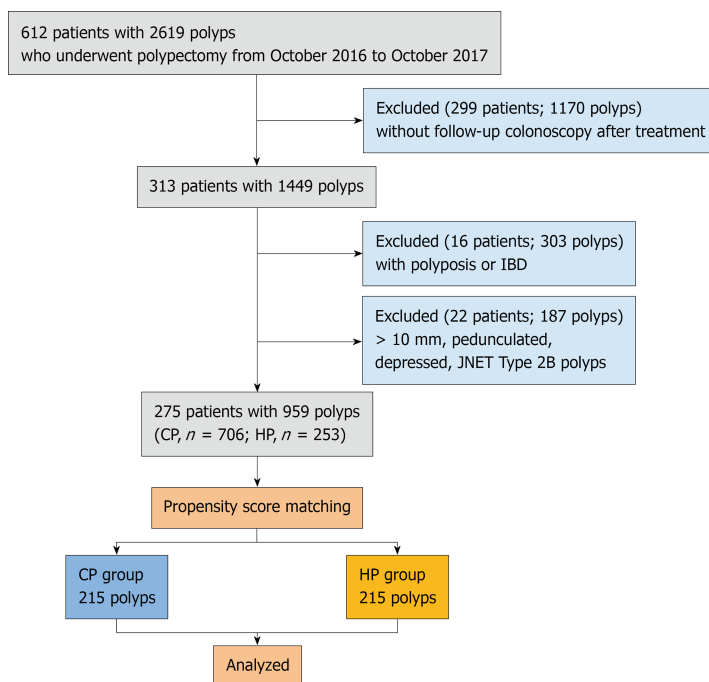 612 patients with 2619 polyps
who underwent polypectomy from October 2016 to October 2017
Excluded (299 patients; 1170 polyps)
without follow-up colonoscopy after treatment
313 patients with 1449 polyps
Excluded (16 patients; 303 polyps)
with polyposis or IBD
Excluded (22 patients; 187 polyps)
> 10 mm, pedunculated,
depressed, JNET Type 2B polyps
275 patients with 959 polyps
(CP, n = 706; HP, n = 253)
Propensity score matching
CP group
215 polyps
HP group
215 polyps
Analyzed